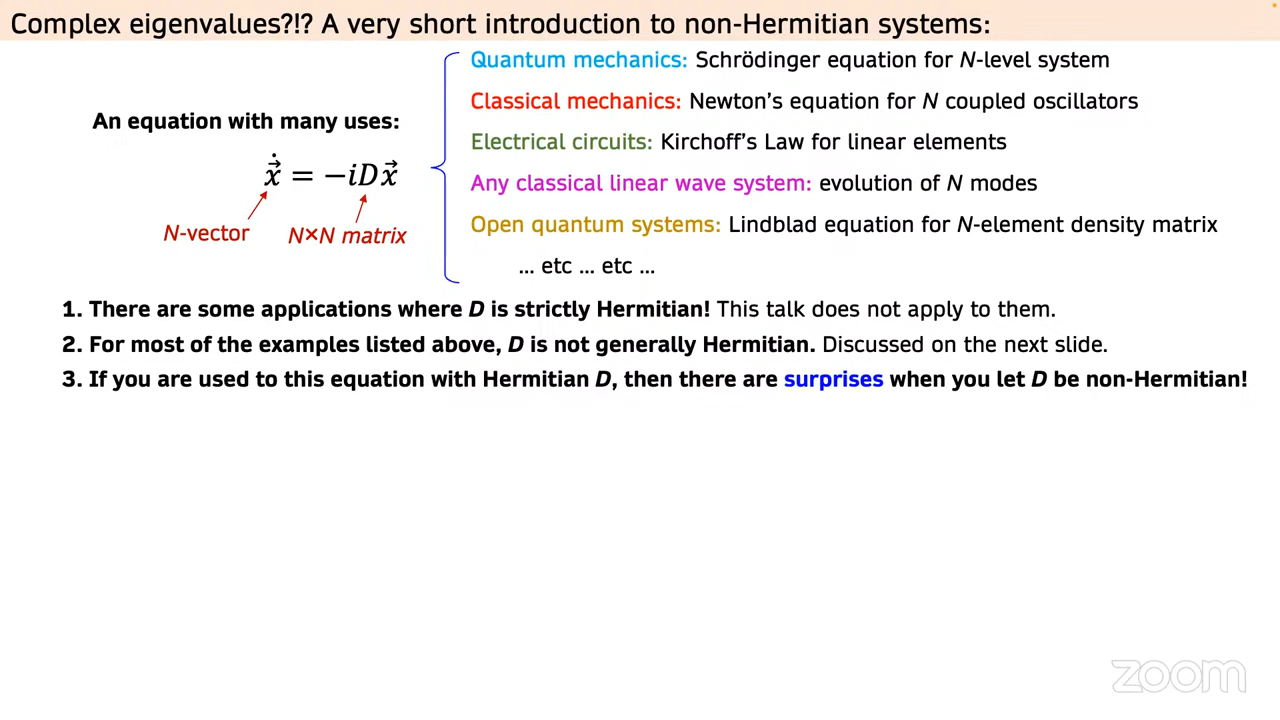 Complex eigenvalues?!? A very short introduction to non-Hermitian systems:
An equation with many uses:
ẋ⃗ = −iDx⃗
N-vector
N×N matrix
Quantum mechanics: Schrödinger equation for N-level system
Classical mechanics: Newton’s equation for N coupled oscillators
Electrical circuits: Kirchoff’s Law for linear elements
Any classical linear wave system: evolution of N modes
Open quantum systems: Lindblad equation for N-element density matrix
... etc ... etc ...
1. There are some applications where D is strictly Hermitian! This talk does not apply to them.
2. For most of the examples listed above, D is not generally Hermitian. Discussed on the next slide.
3. If you are used to this equation with Hermitian D, then there are surprises when you let D be non-Hermitian!
zoom